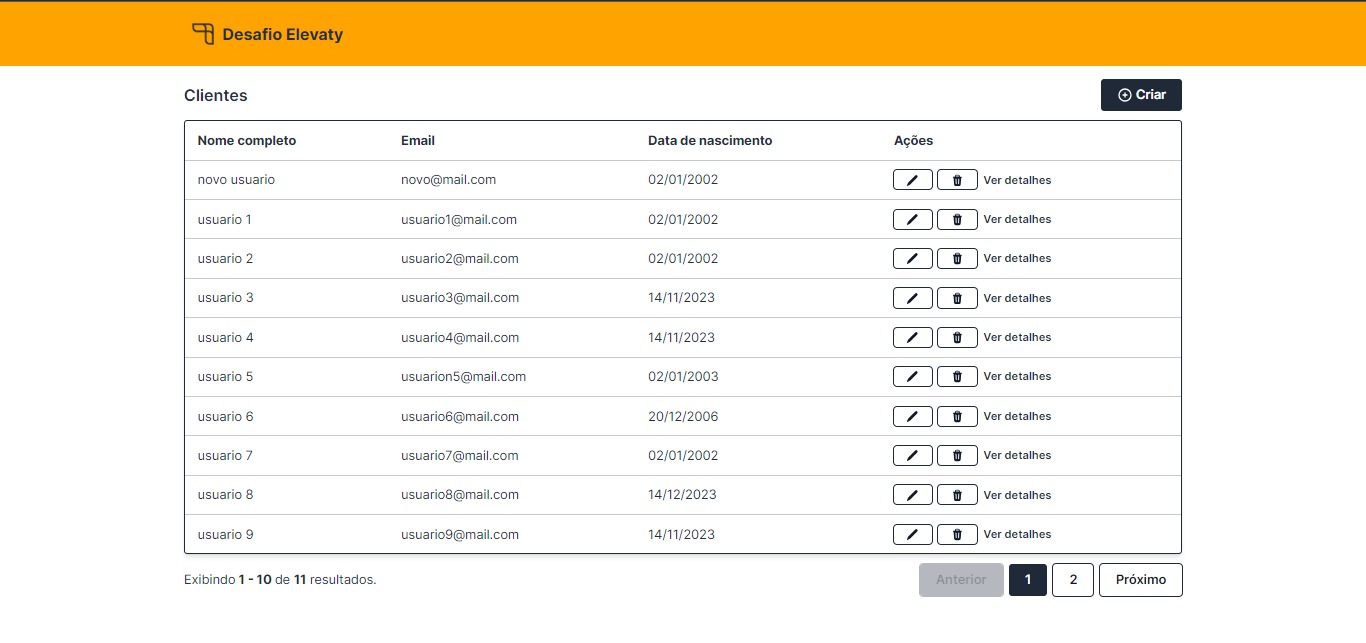 Desafio Elevaty
Clientes
Criar
Nome completo Email Data de nascimento Ações
novo usuario novo@mail.com 02/01/2002 Ver detalhes
usuario 1 usuario1@mail.com 02/01/2002 Ver detalhes
usuario 2 usuario2@mail.com 02/01/2002 Ver detalhes
usuario 3 usuario3@mail.com 14/11/2023 Ver detalhes
usuario 4 usuario4@mail.com 14/11/2023 Ver detalhes
usuario 5 usuarion5@mail.com 02/01/2003 Ver detalhes
usuario 6 usuario6@mail.com 20/12/2006 Ver detalhes
usuario 7 usuario7@mail.com 02/01/2002 Ver detalhes
usuario 8 usuario8@mail.com 14/12/2023 Ver detalhes
usuario 9 usuario9@mail.com 14/11/2023 Ver detalhes
Exibindo 1 - 10 de 11 resultados. Anterior 1 2 Próximo